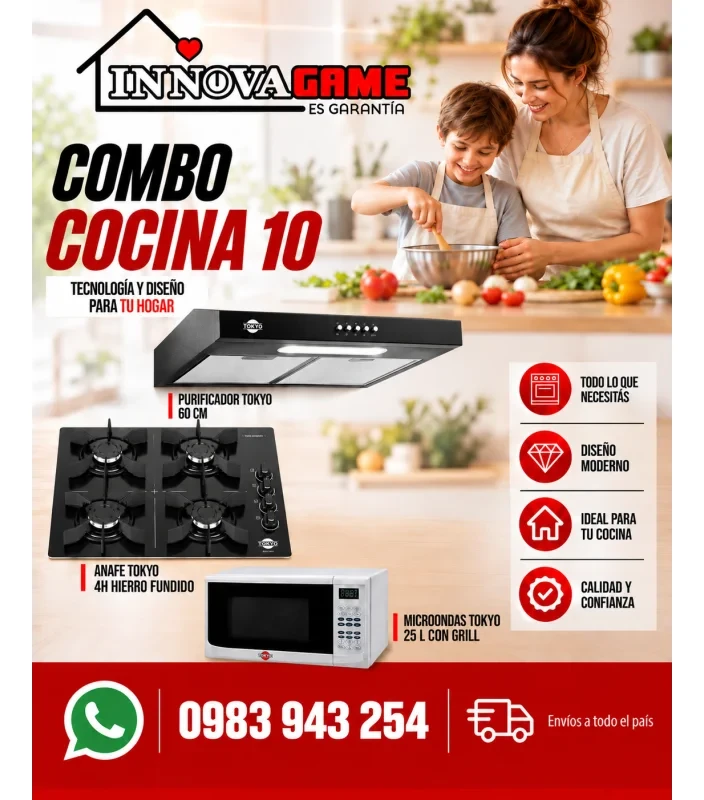 INNOVAGAME
ES GARANTÍA
COMBO
COCINA 10
TECNOLOGÍA Y DISEÑO
PARA TU HOGAR
TOKYO
PURIFICADOR TOKYO
60 CM
TODO LO QUE
NECESITÁS
DISEÑO
MODERNO
IDEAL PARA
TU COCINA
CALIDAD Y
CONFIANZA
TOKYO
ANAFE TOKYO
4H HIERRO FUNDIDO
TOKYO
MICROONDAS TOKYO
25 L CON GRILL
0983 943 254
Envíos a todo el país